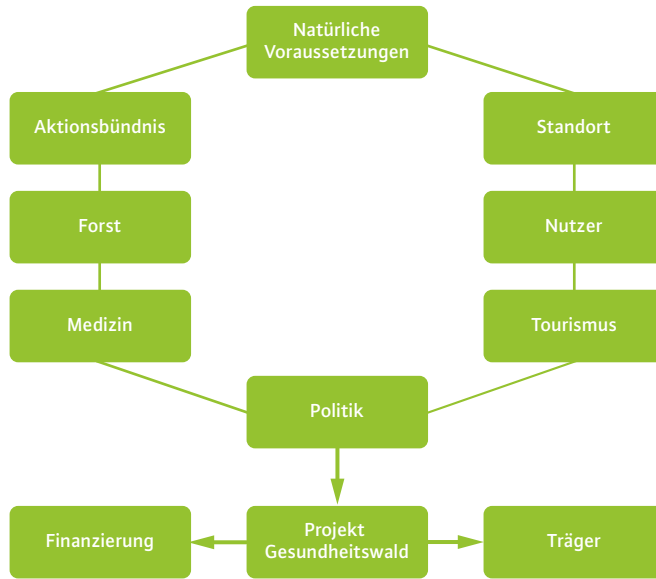 Natürliche
Voraussetzungen
Aktionsbündnis
Standort
Forst
Nutzer
Medizin
Tourismus
Politik
Finanzierung
Projekt
Gesundheitswald
Träger